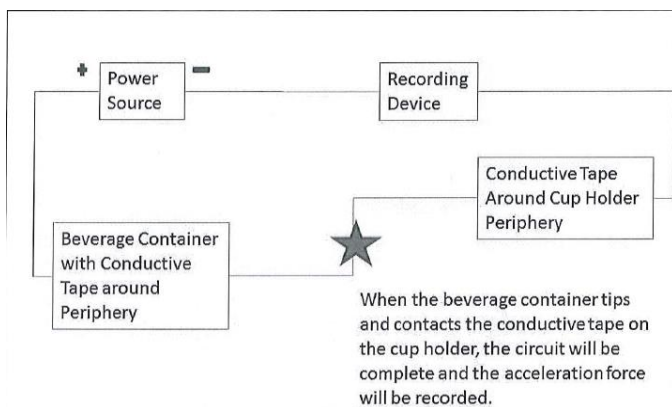 +
Power
Source
−
Recording
Device
Conductive Tape
Around Cup Holder
Periphery
Beverage Container
with Conductive
Tape around
Periphery
When the beverage container tips
and contacts the conductive tape on
the cup holder, the circuit will be
complete and the acceleration force
will be recorded.